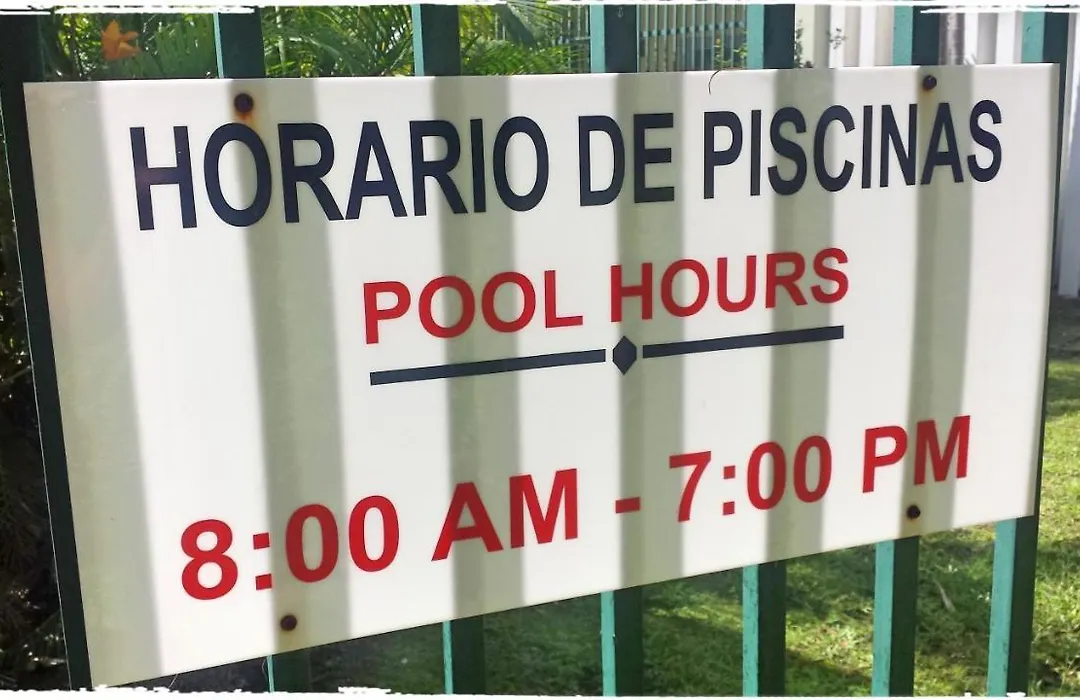 HORARIO DE PISCINAS
POOL HOURS
8:00 AM - 7:00 PM